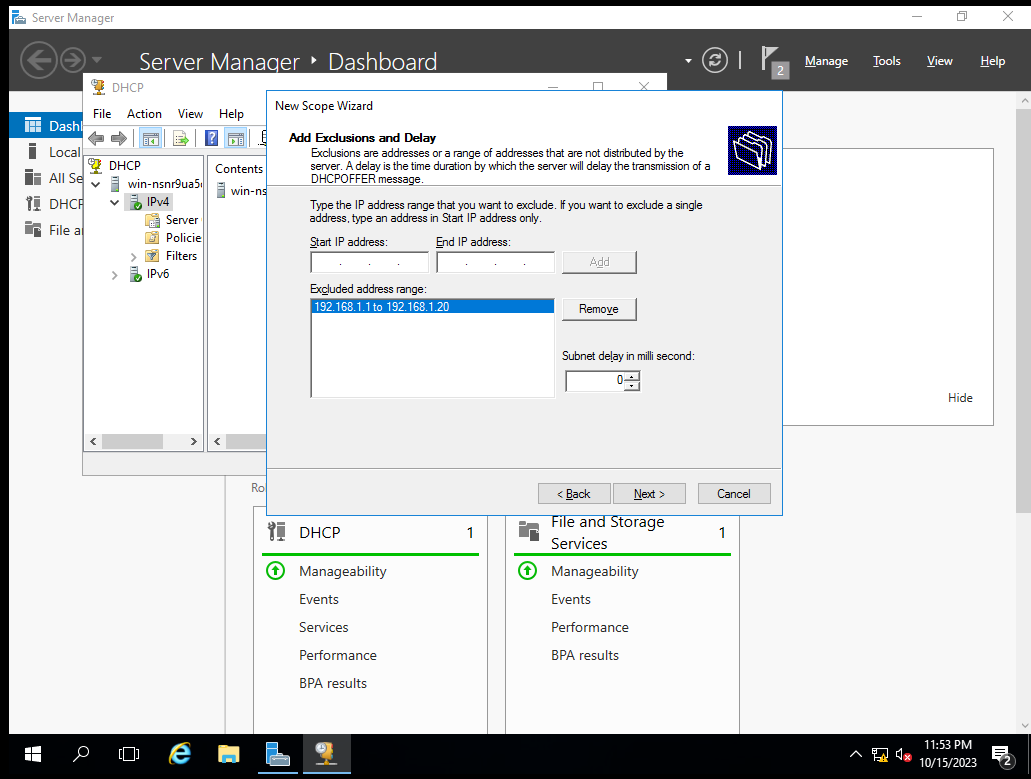 Server Manager
Server Manager
Dashboard
2
Manage
Tools
View
Help
DHCP
File
Action
View
Help
Dashl
Local
All Se
DHCP
File a
DHCP
win-nsnr9ua5
IPv4
Server
Policie
Filters
IPv6
Contents
win-ns
New Scope Wizard
Add Exclusions and Delay
Exclusions are addresses or a range of addresses that are not distributed by the
server. A delay is the time duration by which the server will delay the transmission of a
DHCPOFFER message.
Type the IP address range that you want to exclude. If you want to exclude a single
address, type an address in Start IP address only.
Start IP address:
End IP address:
. . .
. . .
Add
Excluded address range:
192.168.1.1 to 192.168.1.20
Remove
Subnet delay in milli second:
0
< Back
Next >
Cancel
Hide
Ro
DHCP
1
Manageability
Events
Services
Performance
BPA results
File and Storage
Services
1
Manageability
Events
Performance
BPA results
11:53 PM
10/15/2023
2